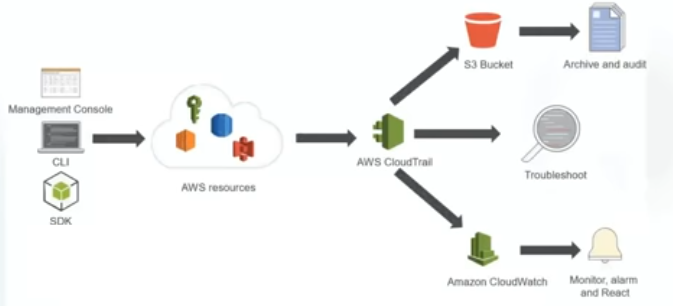 Management Console
CLI
SDK
AWS resources
AWS CloudTrail
S3 Bucket
Archive and audit
Troubleshoot
Amazon CloudWatch
Monitor, alarm
and React